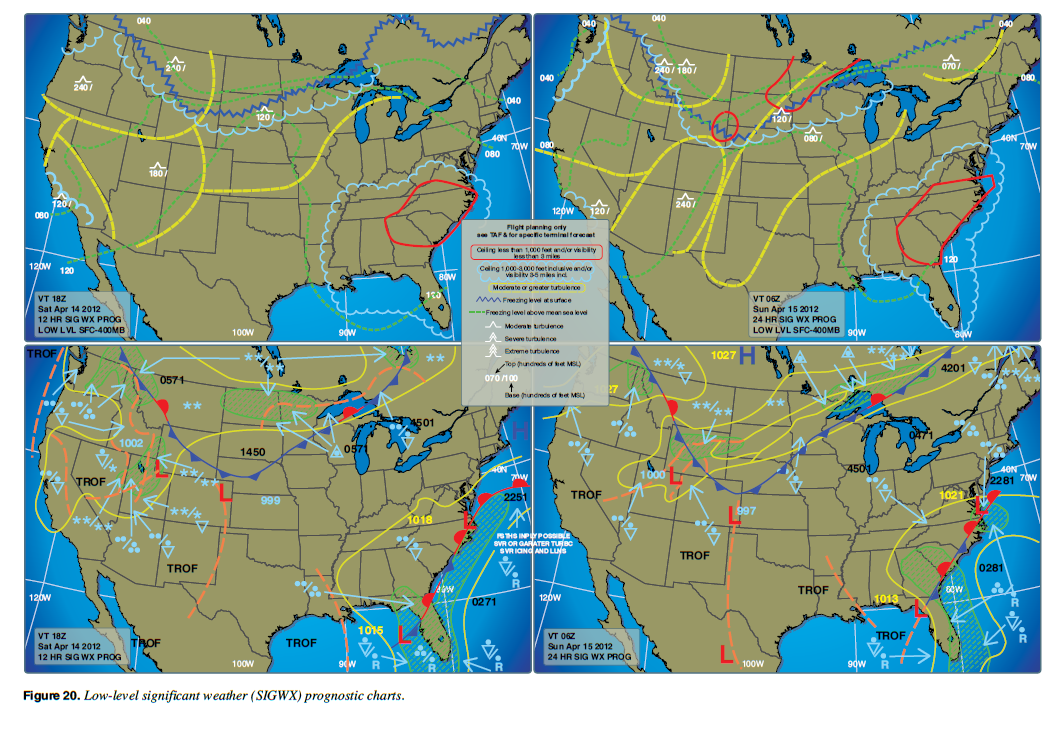 040
240 /
240 /
120 /
180 /
120 /
080
120
120W
040
40N
70W
080
80W
120
100W
90W
VT 18Z
Sat Apr 14 2012
12 HR SIG WX PROG
LOW LVL SFC-400MB
040
040
040
240 /
180 /
070 /
080
120 /
080 /
080
40N
70W
120W
120 /
240 /
120
100W
90W
80W
VT 06Z
Sun Apr 15 2012
24 HR SIG WX PROG
LOW LVL SFC-400MB
Flight planning only
see TAF & for specific terminal forecast
Ceiling less than 1,000 feet and/or visibility
less than 3 miles
Ceiling 1,000-3,000 feet inclusive and/or
visibility 3-5 miles incl.
Moderate or greater turbulence
Freezing level at surface
Freezing level above mean sea level
Moderate turbulence
Severe turbulence
Extreme turbulence
Top (hundreds of feet MSL)
070 /100
Base (hundreds of feet MSL)
TROF
0571
1002
1450
999
0571
4501
H
40N
70W
2251
TROF
L
L
1018
L
TSTMS IMPLY POSSIBLE
SVR OR GARATER TURBC
SVR ICING AND LLWS
TROF
80W
0271
120W
1015
L
TROF
TROF
R
R
R
100W
90W
VT 18Z
Sat Apr 14 2012
12 HR SIG WX PROG
1027
H
1027
4201
0471
1000
L
4501
997
L
1021
L
40N
70W
2281
TROF
TROF
TROF
1013
L
80W
0281
R
R
R
TROF
120W
L
100W
90W
VT 06Z
Sun Apr 15 2012
24 HR SIG WX PROG
Figure 20. Low-level significant weather (SIGWX) prognostic charts.